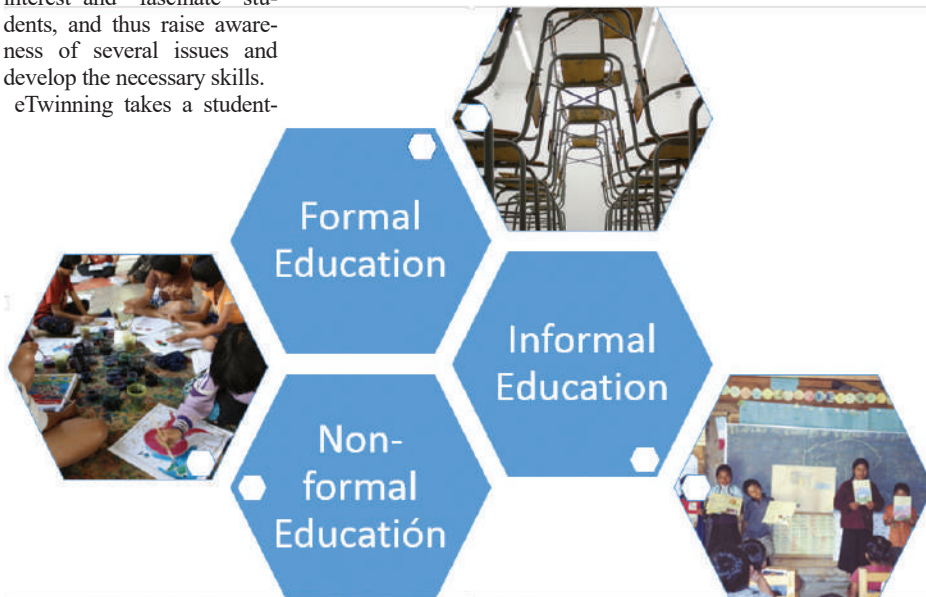 interest and fascinate stu-
dents, and thus raise aware-
ness of several issues and
develop the necessary skills.
eTwinning takes a student-
Formal
Education
Informal
Education
Non-
formal
Educatión